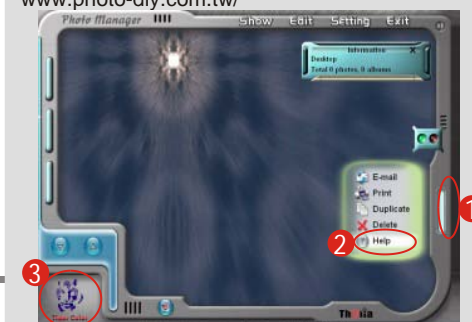 www.photo-diy.com.tw/
Photo Manager
Show Edit Setting Exit
Information X
Desktop
Total 0 photos, 0 albums
E-mail
Print
Duplicate
Delete
Help
1
2
3